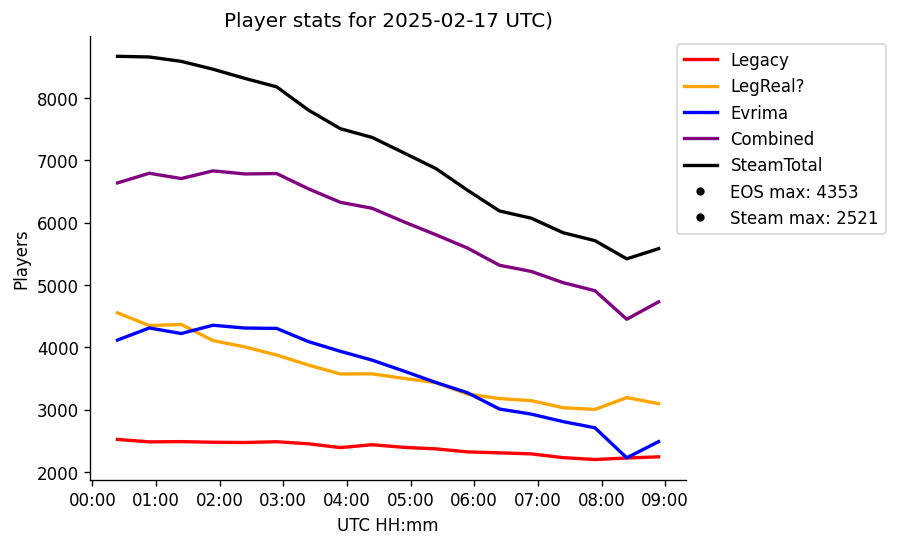 Player stats for 2025-02-17 UTC)
Legacy
LegReal?
Evrima
Combined
SteamTotal
EOS max: 4353
Steam max: 2521
8000
7000
6000
5000
4000
3000
2000
Players
00:00 01:00 02:00 03:00 04:00 05:00 06:00 07:00 08:00 09:00
UTC HH:mm